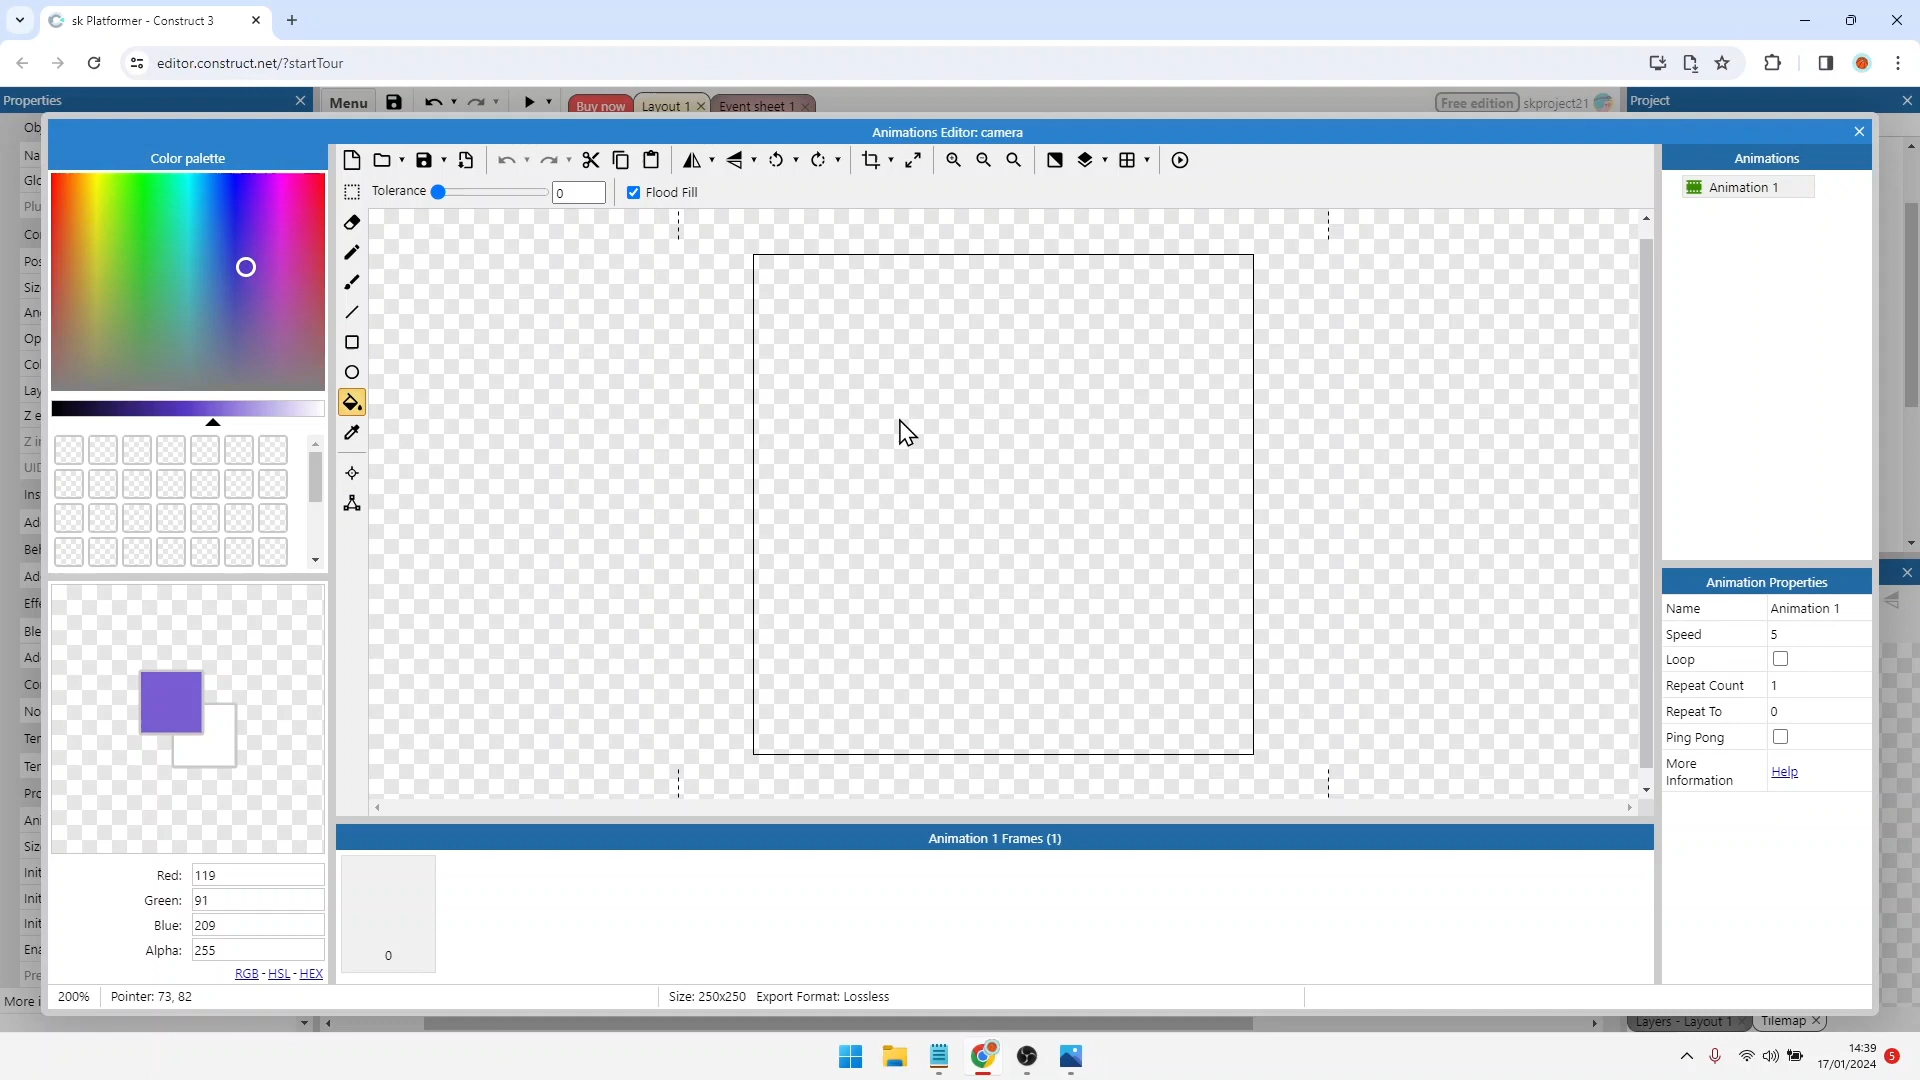 sk Platformer - Construct 3
editor.construct.net/?startTour
Properties
Menu
Buy now
Layout 1
Event sheet 1
Free edition
skproject21
Project
Animations Editor: camera
Color palette
Animations
Tolerance
0
Flood Fill
Animation 1
Animation Properties
Name
Animation 1
Speed
5
Loop
Repeat Count
1
Repeat To
0
Ping Pong
More Information
Help
Animation 1 Frames (1)
0
Red:
119
Green:
91
Blue:
209
Alpha:
255
RGB - HSL - HEX
200%
Pointer: 73, 82
Size: 250x250
Export Format: Lossless
More i
Layers - Layout 1
Tilemap
14:39
17/01/2024
5